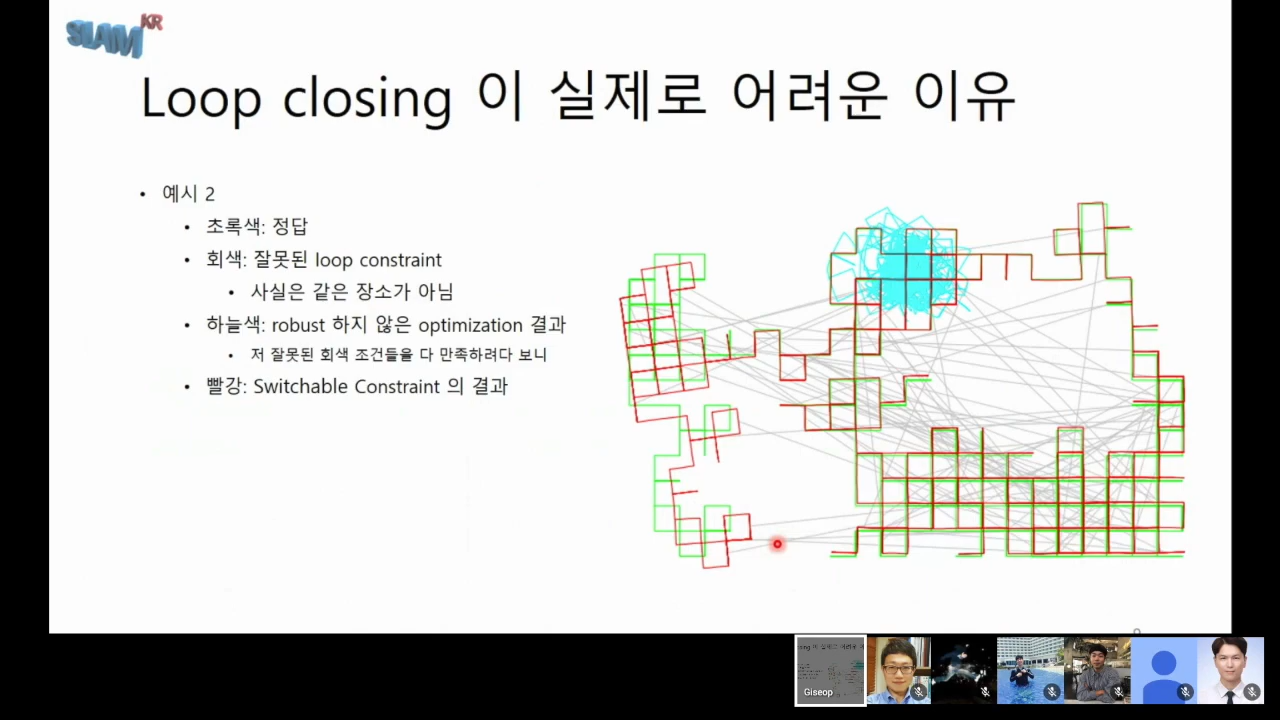 SLAM KR
Loop closing 이 실제로 어려운 이유
• 예시 2
• 초록색: 정답
• 회색: 잘못된 loop constraint
• 사실은 같은 장소가 아님
• 하늘색: robust 하지 않은 optimization 결과
• 저 잘못된 회색 조건들을 다 만족하려다 보니
• 빨강: Switchable Constraint 의 결과
Giseop